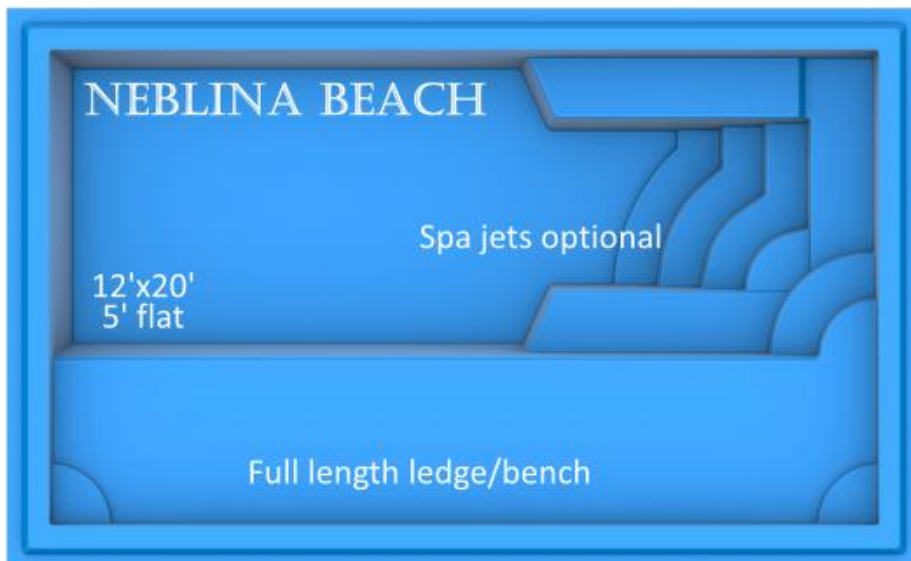 NEBLINA BEACH
Spa jets optional
12'x20'
5' flat
Full length ledge/bench